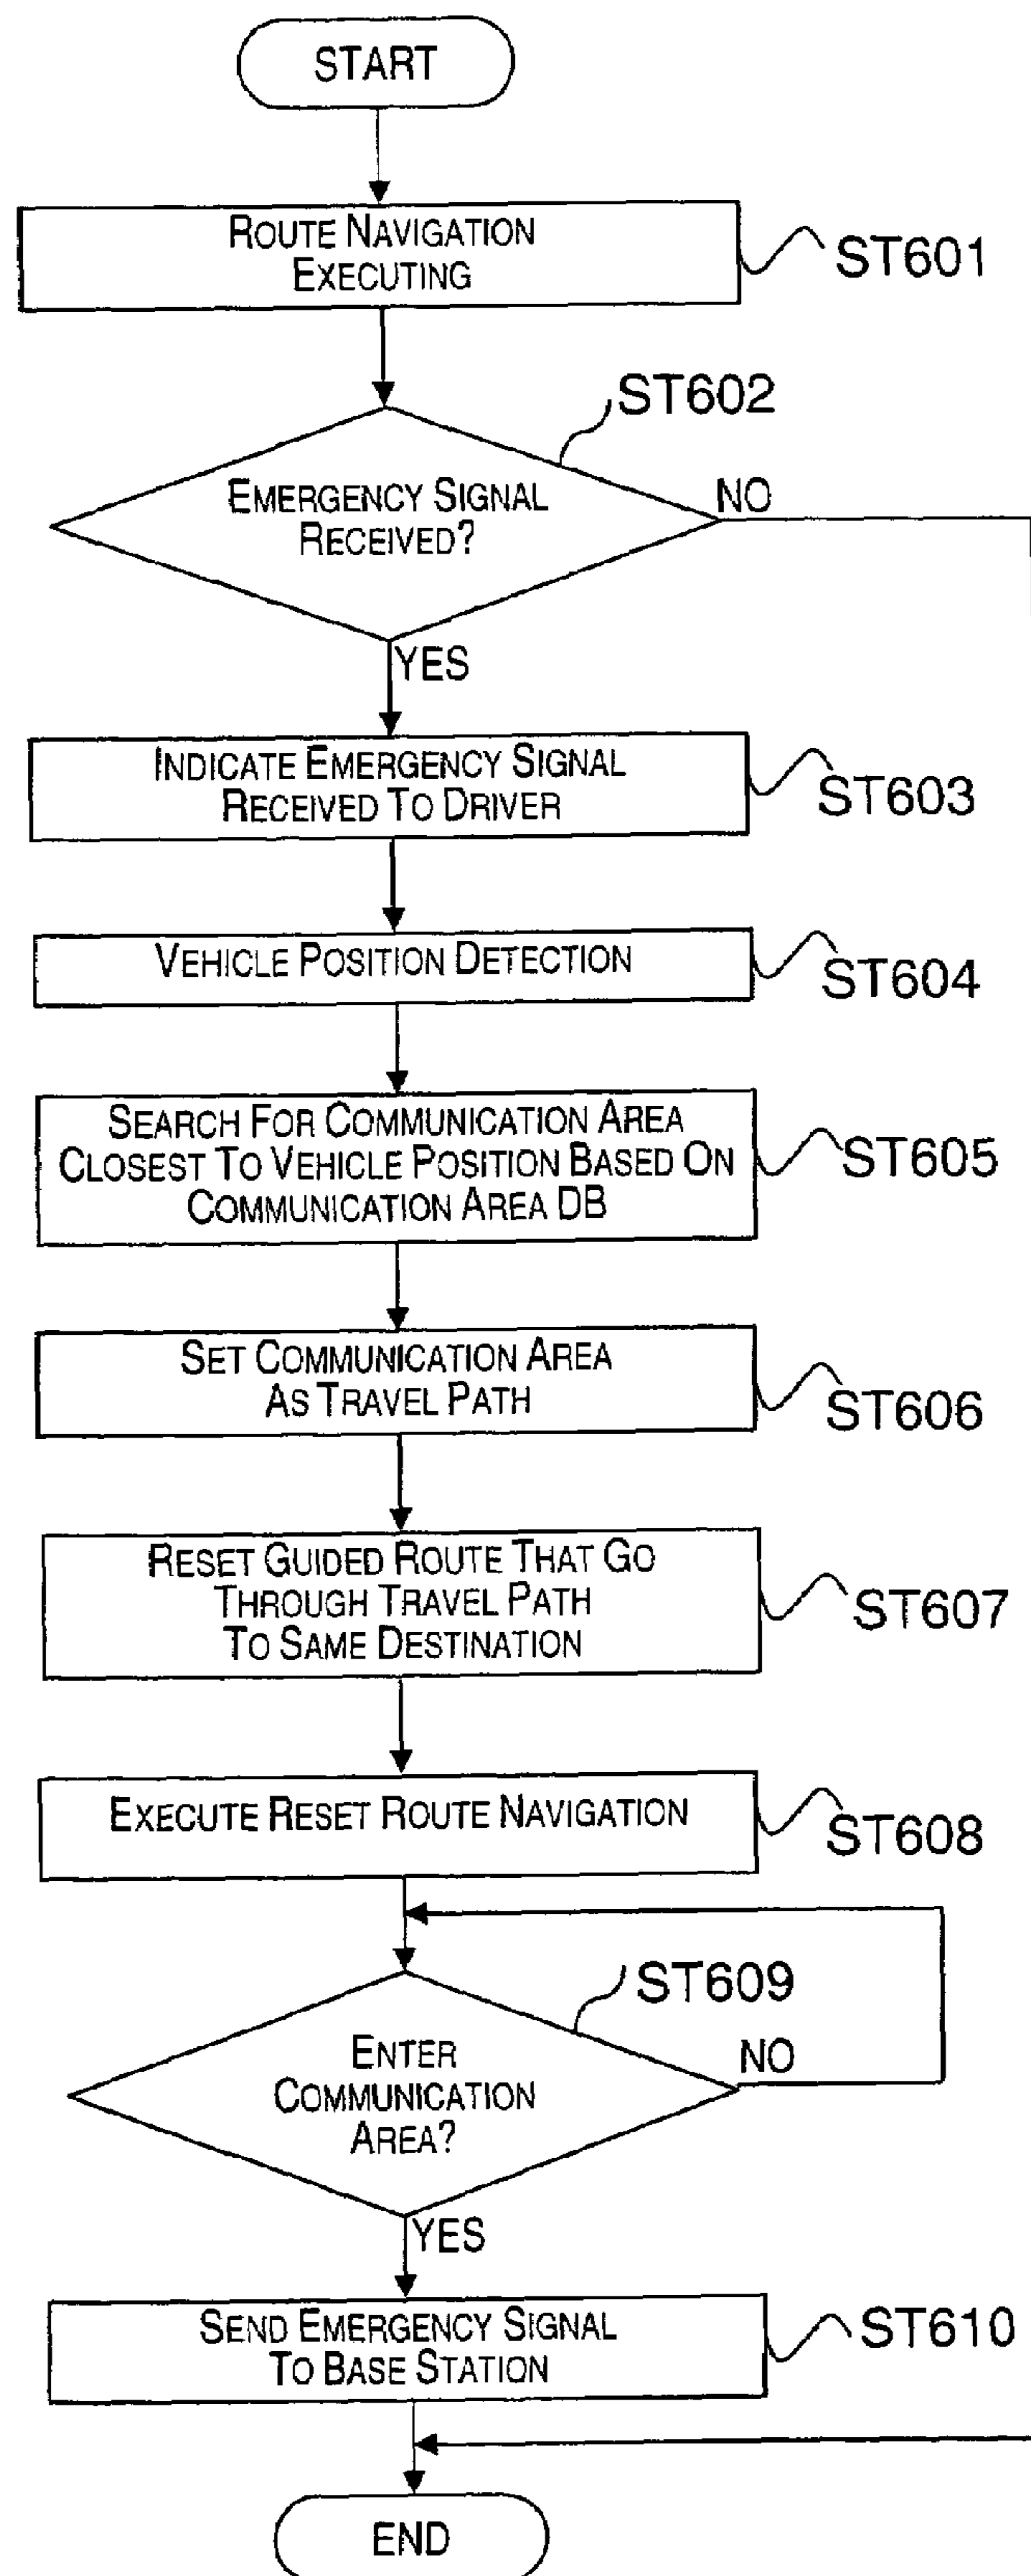 START
ROUTE NAVIGATION
EXECUTING
ST601
ST602
EMERGENCY SIGNAL
RECEIVED?
NO
YES
INDICATE EMERGENCY SIGNAL
RECEIVED TO DRIVER
ST603
VEHICLE POSITION DETECTION
ST604
SEARCH FOR COMMUNICATION AREA
CLOSEST TO VEHICLE POSITION BASED ON
COMMUNICATION AREA DB
ST605
SET COMMUNICATION AREA
AS TRAVEL PATH
ST606
RESET GUIDED ROUTE THAT GO
THROUGH TRAVEL PATH
TO SAME DESTINATION
ST607
EXECUTE RESET ROUTE NAVIGATION
ST608
ST609
ENTER
COMMUNICATION
AREA?
NO
YES
SEND EMERGENCY SIGNAL
TO BASE STATION
ST610
END